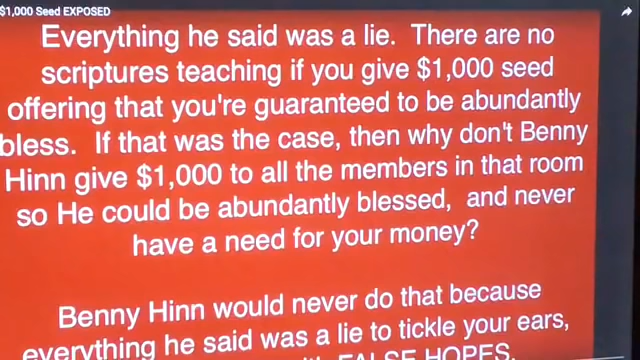 $1,000 Seed EXPOSED
Everything he said was a lie. There are no
scriptures teaching if you give $1,000 seed
offering that you're guaranteed to be abundantly
bless. If that was the case, then why don't Benny
Hinn give $1,000 to all the members in that room
so He could be abundantly blessed, and never
have a need for your money?
Benny Hinn would never do that because
everything he said was a lie to tickle your ears,
FALSE HOPES